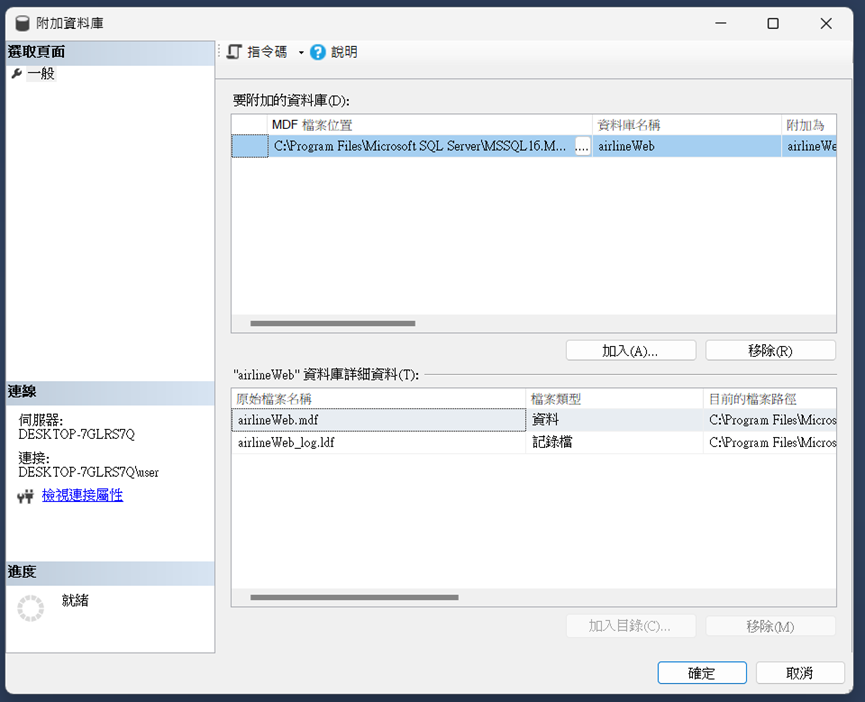 附加資料庫
選取頁面
一般
指令碼
說明
要附加的資料庫(D):
MDF 檔案位置 資料庫名稱 附加為
C:\Program Files\Microsoft SQL Server\MSSQL16.M... .... airlineWeb airlineWe
加入(A)... 移除(R)
"airlineWeb" 資料庫詳細資料(T):
原始檔案名稱 檔案類型 目前的檔案路徑
airlineWeb.mdf 資料 C:\Program Files\Micros
airlineWeb_log.ldf 記錄檔 C:\Program Files\Micros
連線
伺服器:
DESKTOP-7GLRS7Q
連接:
DESKTOP-7GLRS7Q\user
檢視連接屬性
進度
就緒
加入目錄(C)... 移除(M)
確定 取消